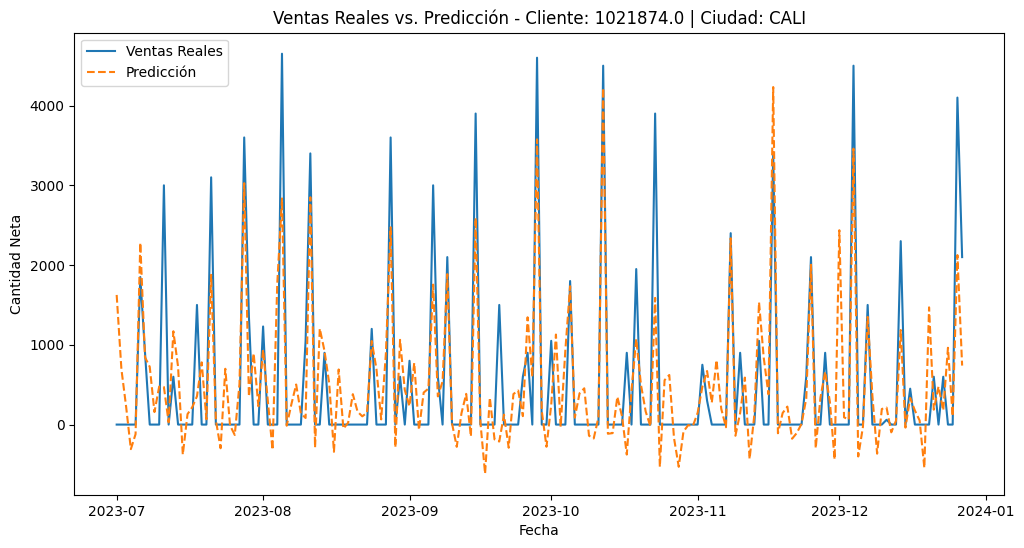 Ventas Reales vs. Predicción - Cliente: 1021874.0 | Ciudad: CALI
Ventas Reales
Predicción
Cantidad Neta
4000
3000
2000
1000
0
2023-07
2023-08
2023-09
2023-10
2023-11
2023-12
2024-01
Fecha